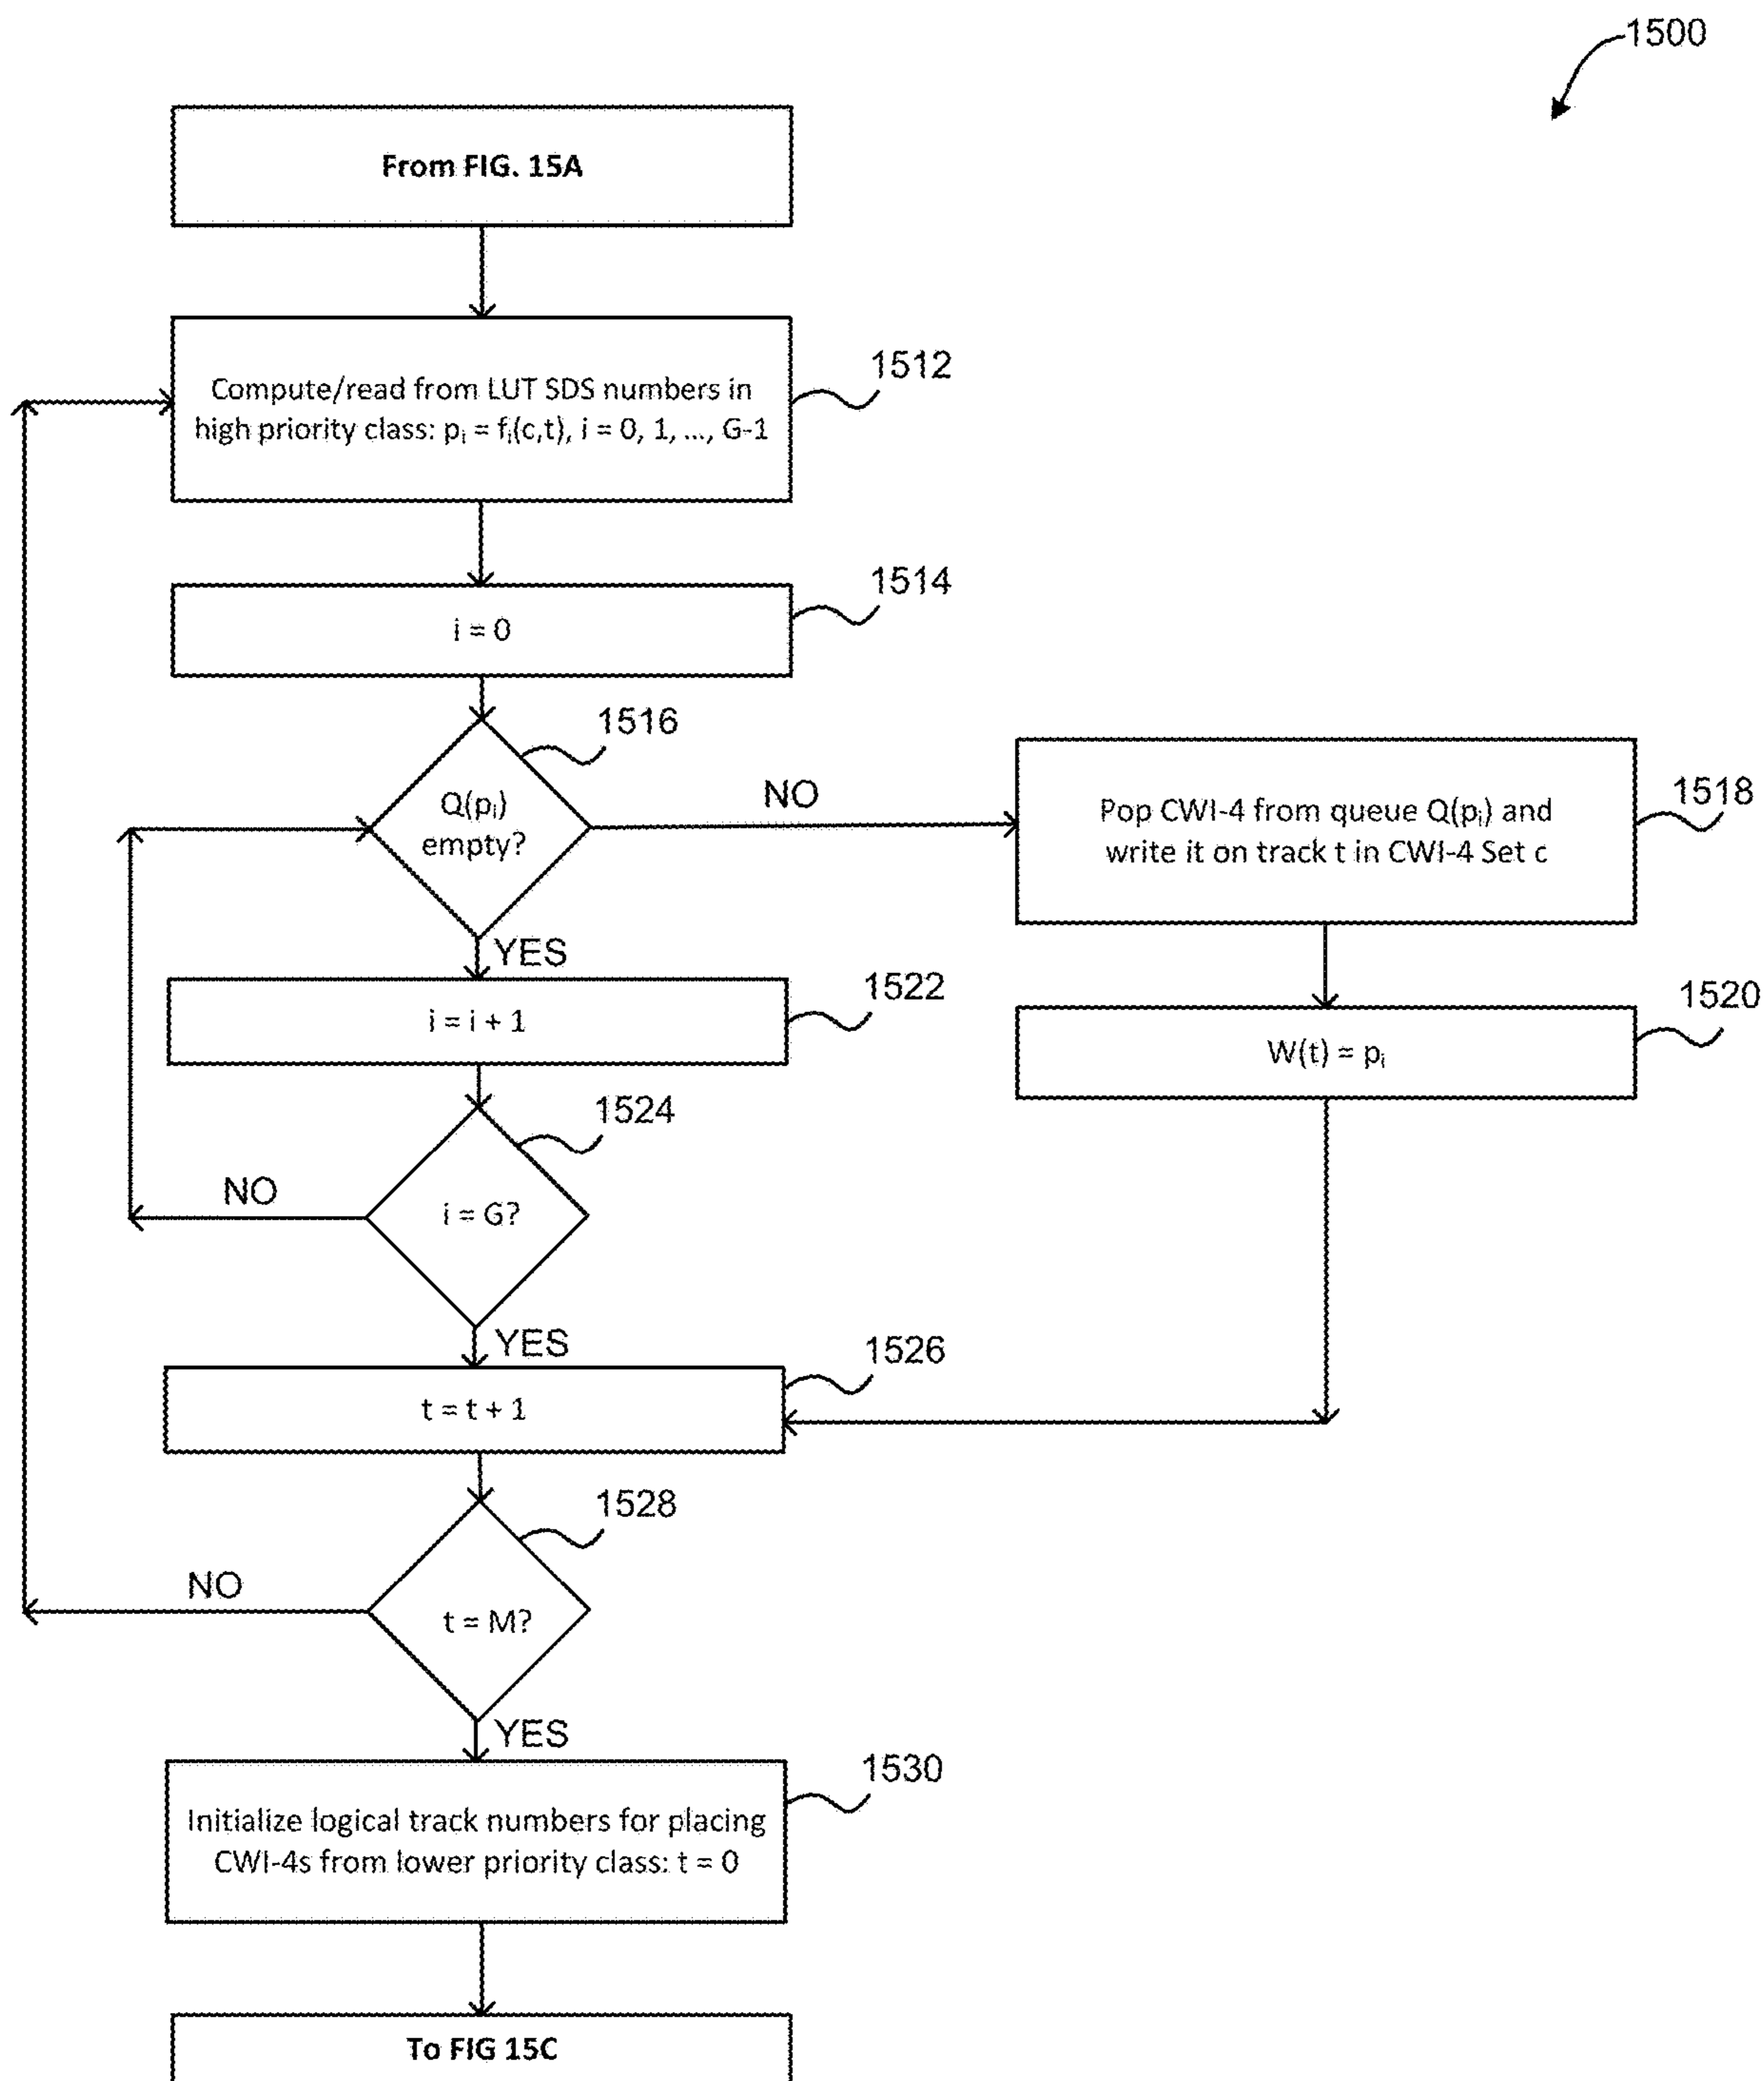 1500
From FIG. 15A
1512
Compute/read from LUT SDS numbers in
high priority class: pᵢ = fᵢ(c,t), i = 0, 1, ..., G-1
1514
i = 0
1516
Q(pᵢ)
empty?
NO
1518
Pop CWI-4 from queue Q(pᵢ) and
write it on track t in CWI-4 Set c
YES
1522
i = i + 1
1520
W(t) = pᵢ
1524
i = G?
NO
YES
1526
t = t + 1
1528
t = M?
NO
YES
1530
Initialize logical track numbers for placing
CWI-4s from lower priority class: t = 0
To FIG 15C